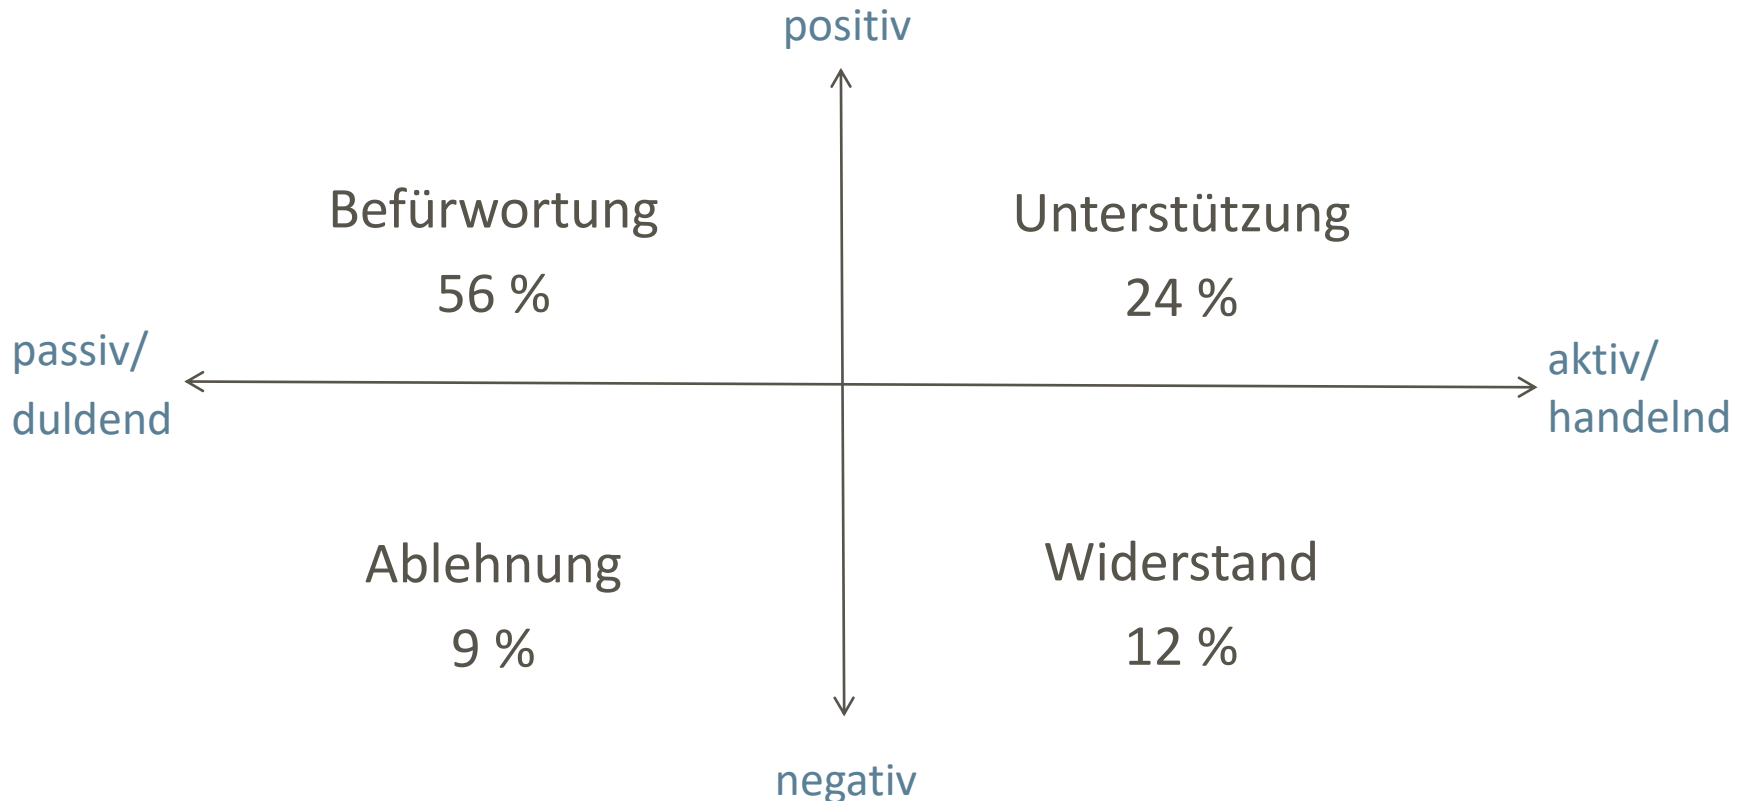 positiv
Befürwortung
56 %
Unterstützung
24 %
passiv/
duldend
aktiv/
handelnd
Ablehnung
9 %
Widerstand
12 %
negativ